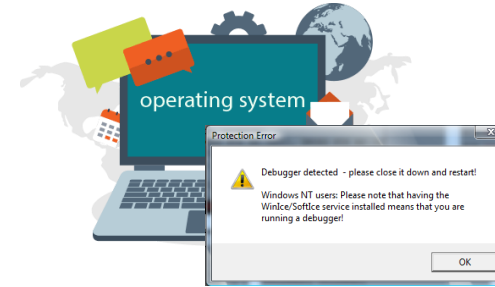 operating system
Protection Error
Debugger detected - please close it down and restart!
Windows NT users: Please note that having the
WinIce/SoftIce service installed means that you are
running a debugger!
OK